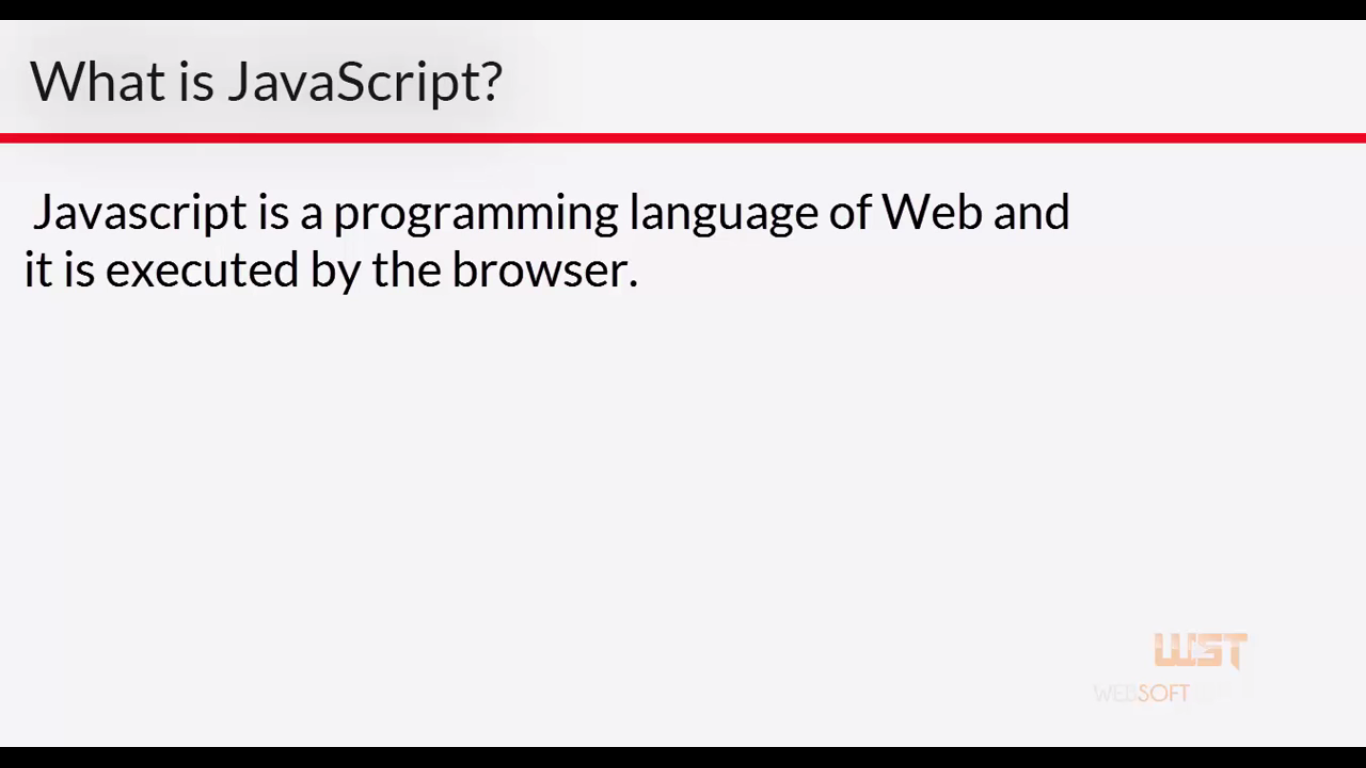 What is JavaScript?
Javascript is a programming language of Web and
it is executed by the browser.
WST
WEBSOFT